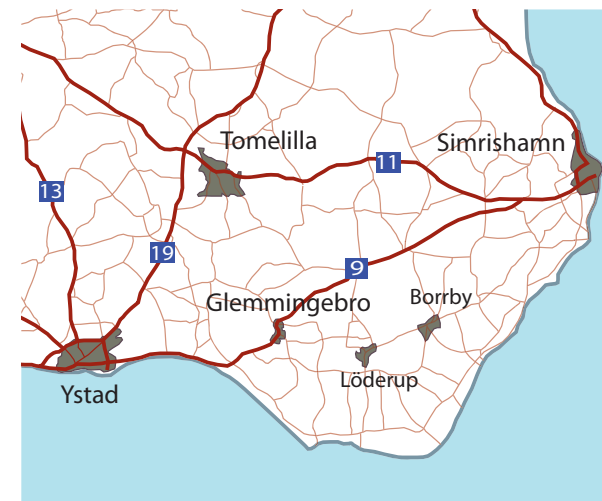 Tomelilla
Simrishamn
11
13
19
9
Glemmingebro
Borrby
Löderup
Ystad